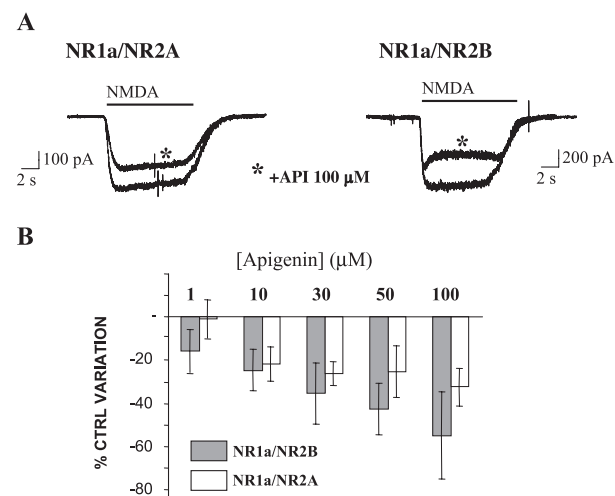 A
NR1a/NR2A
NR1a/NR2B
NMDA
NMDA
*
*
100 pA
2 s
* +API 100 µM
200 pA
2 s
B
[Apigenin] (µM)
1 10 30 50 100
-
-20
-40
-60
-80
% CTRL VARIATION
NR1a/NR2B
NR1a/NR2A